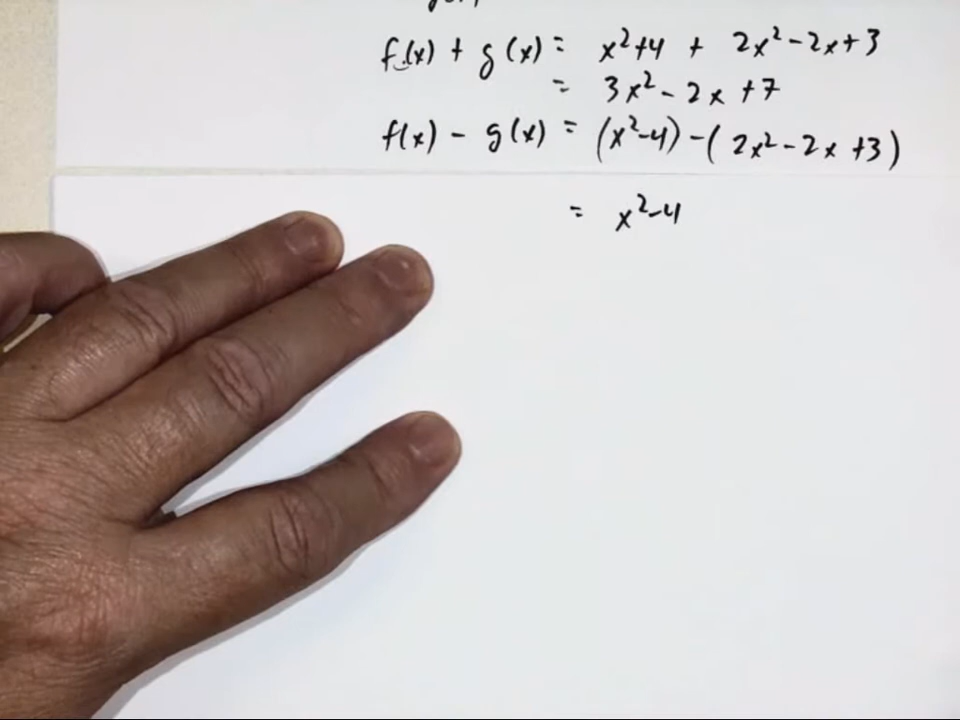 f(x) + g(x) = x²+4 + 2x²-2x+3
= 3x² - 2x + 7
f(x) - g(x) = (x²-4) - (2x²-2x+3)
= x²-4